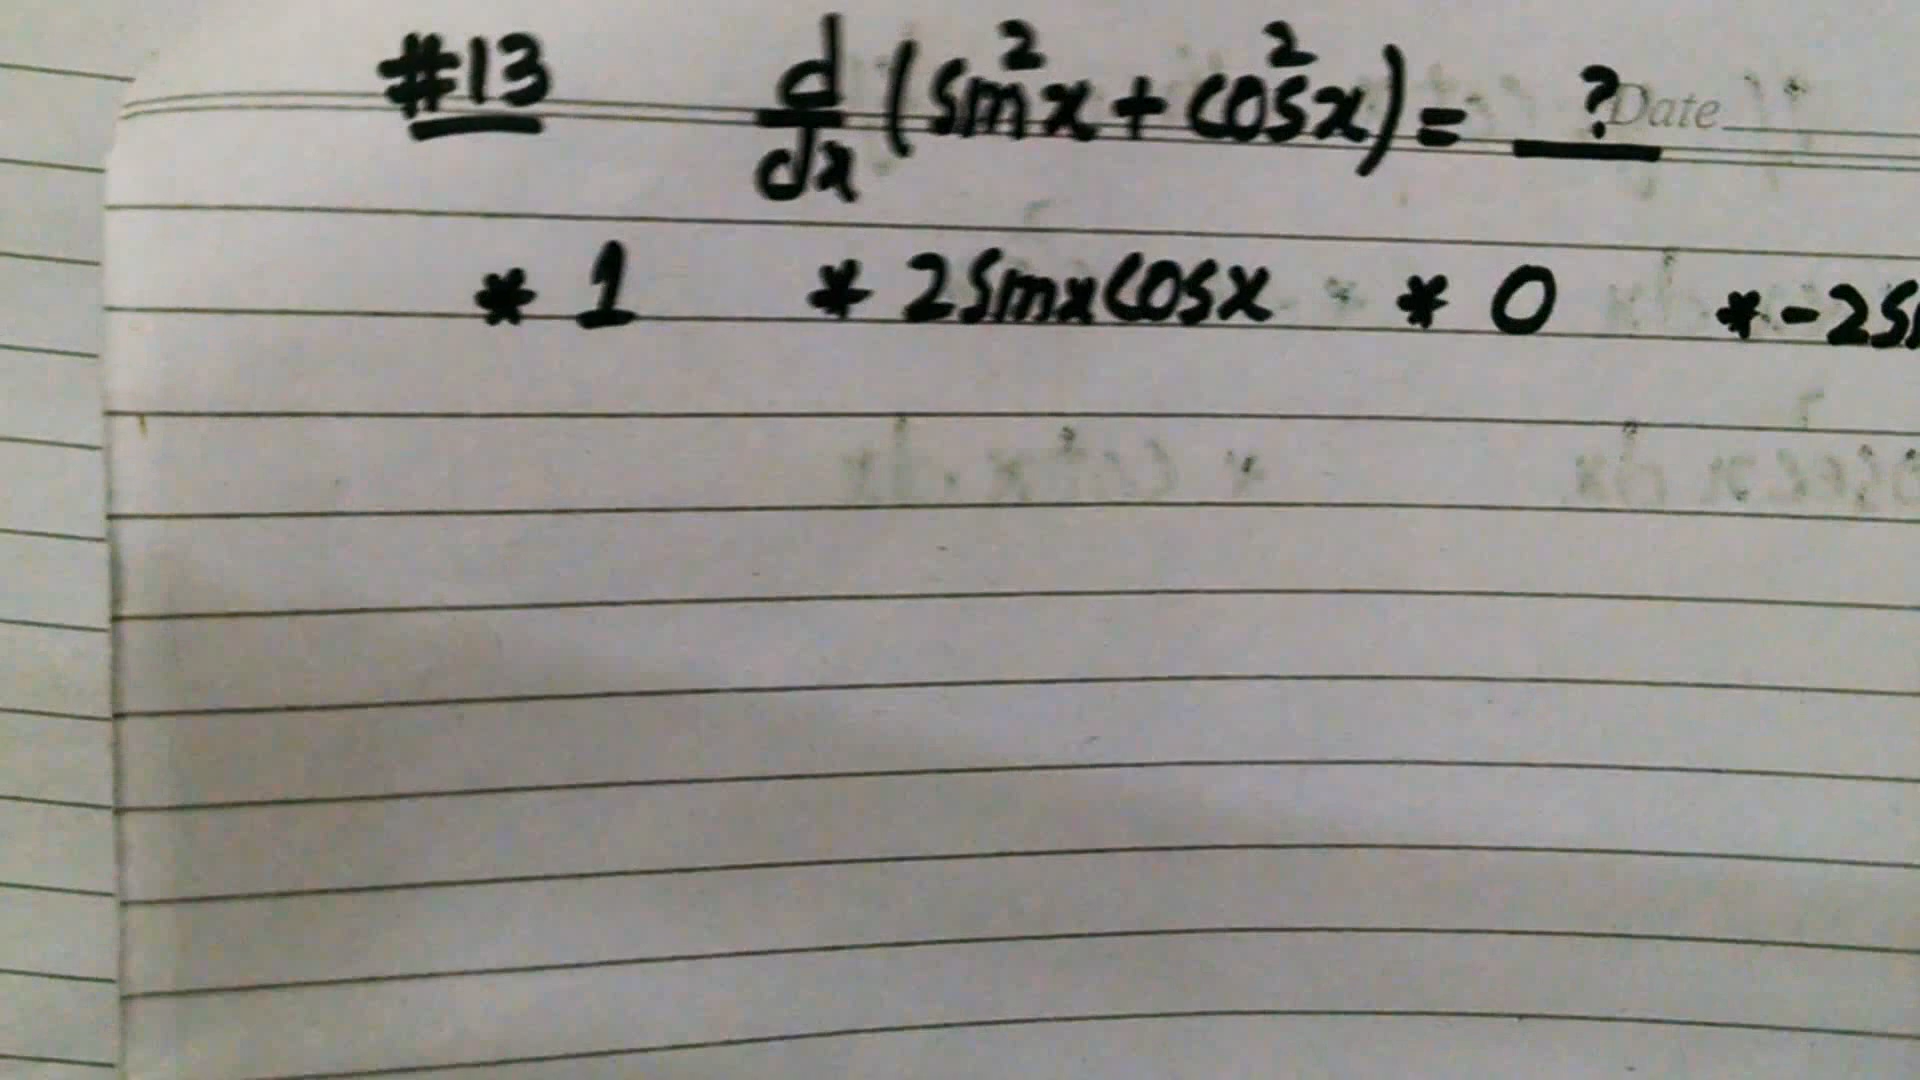 #13 d/dx (sin²x + cos²x) = ? Date
* 1 * 2sinxcosx * 0 * -2s